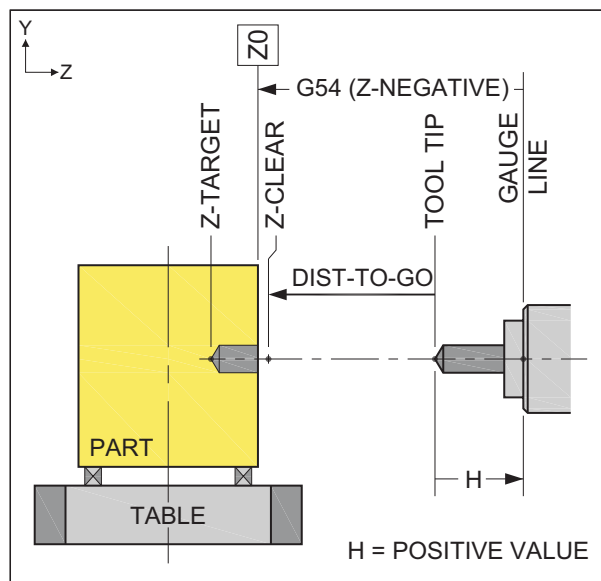 Y
Z
Z0
G54 (Z-NEGATIVE)
Z-TARGET
Z-CLEAR
TOOL TIP
GAUGE
LINE
DIST-TO-GO
PART
TABLE
H
H = POSITIVE VALUE